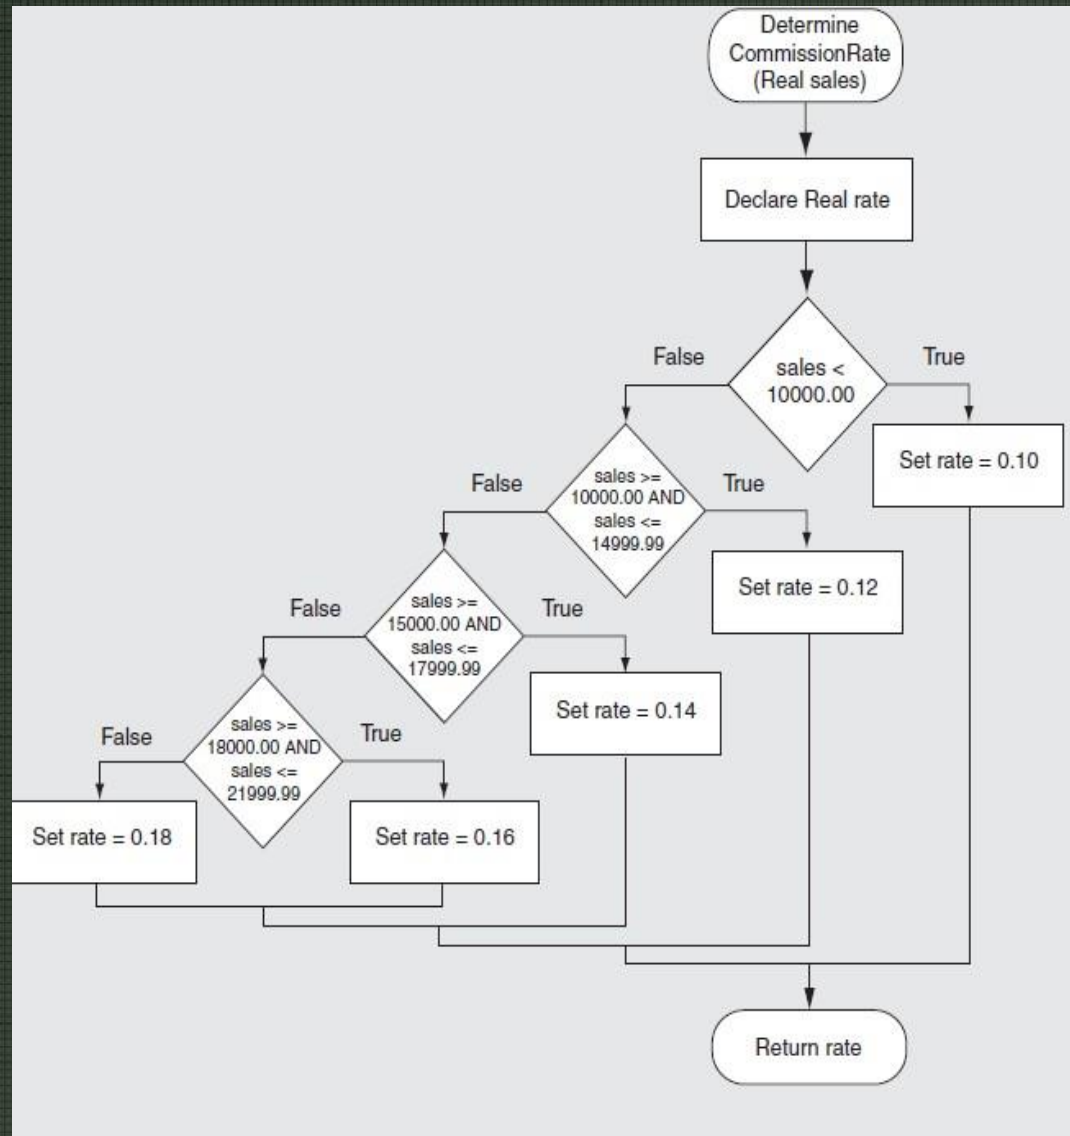 Determine
CommissionRate
(Real sales)
Declare Real rate
False
True
sales <
10000.00
Set rate = 0.10
False
True
sales >=
10000.00 AND
sales <=
14999.99
Set rate = 0.12
False
True
sales >=
15000.00 AND
sales <=
17999.99
Set rate = 0.14
False
True
sales >=
18000.00 AND
sales <=
21999.99
Set rate = 0.18
Set rate = 0.16
Return rate